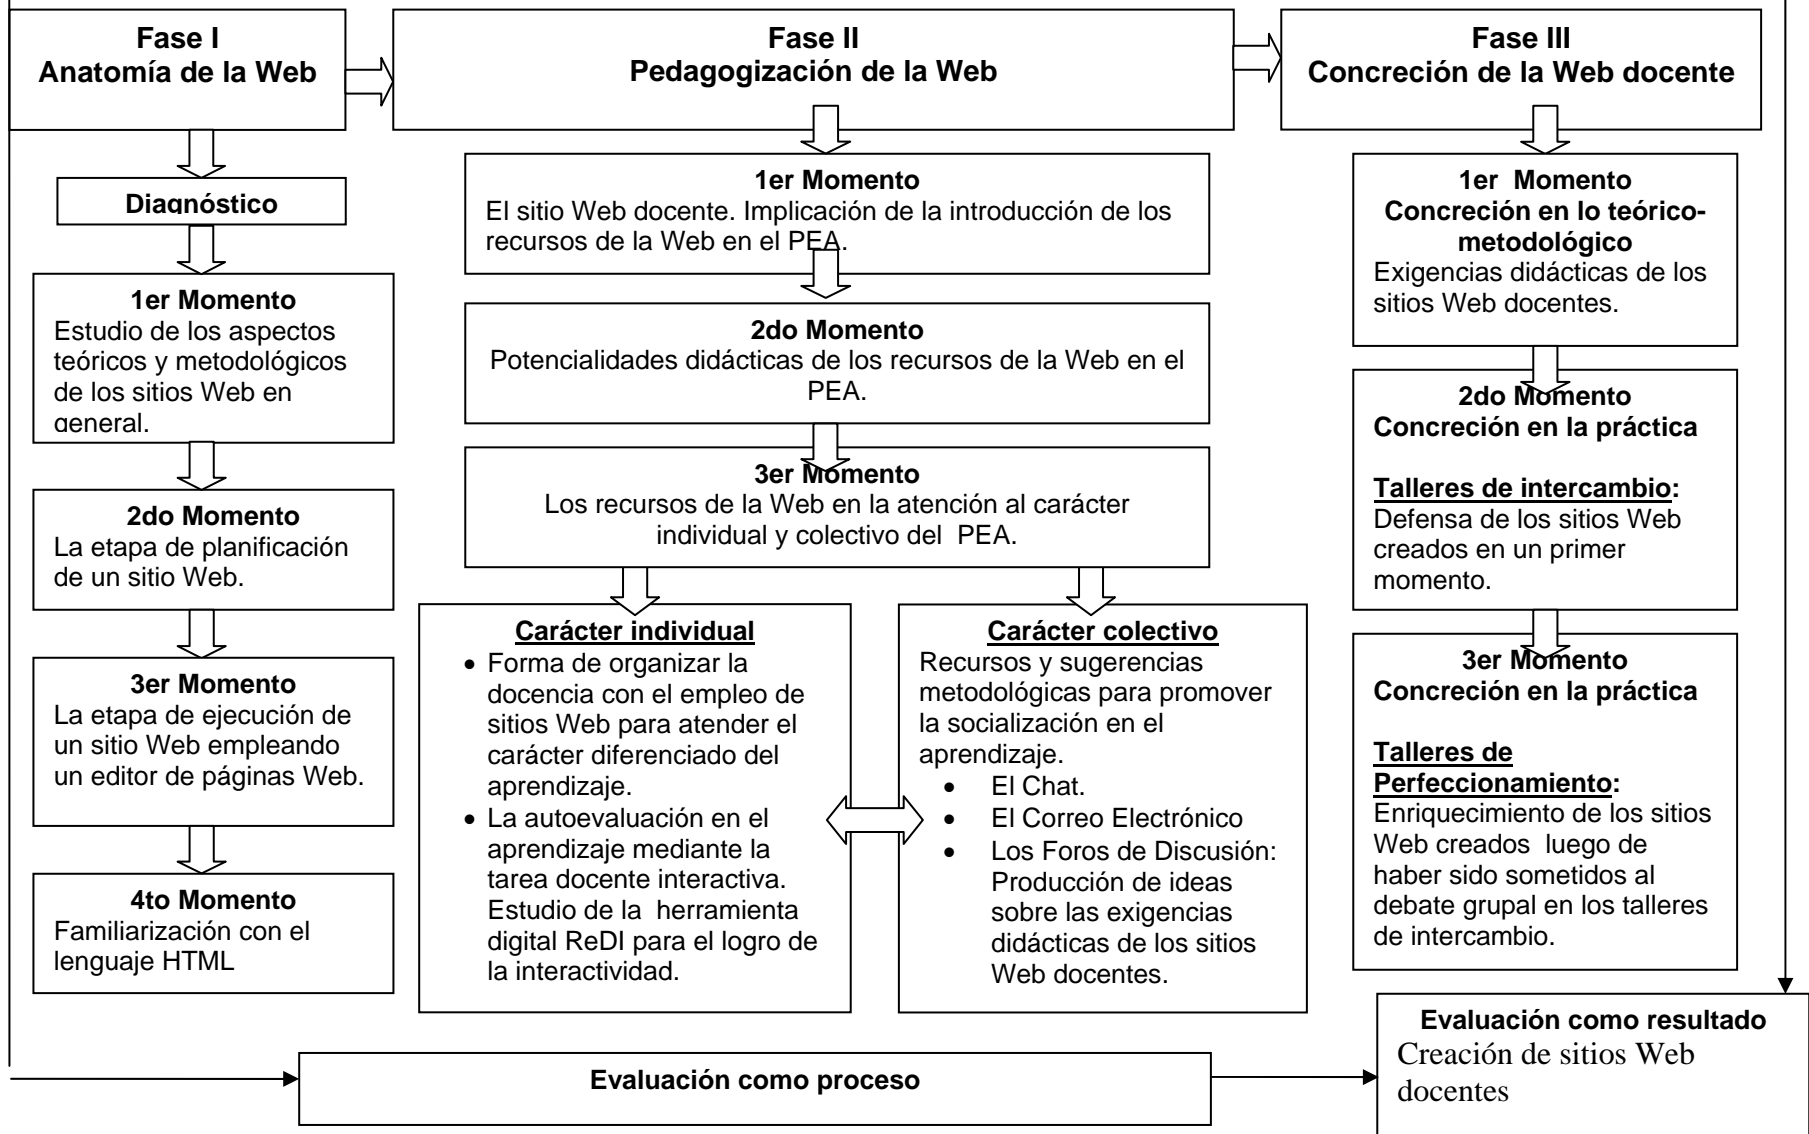 Fase I
Anatomía de la Web
Diagnóstico
1er Momento
Estudio de los aspectos
teóricos y metodológicos
de los sitios Web en
general.
2do Momento
La etapa de planificación
de un sitio Web.
3er Momento
La etapa de ejecución de
un sitio Web empleando
un editor de páginas Web.
4to Momento
Familiarización con el
lenguaje HTML
Fase II
Pedagogización de la Web
1er Momento
El sitio Web docente. Implicación de la introducción de los
recursos de la Web en el PEA.
2do Momento
Potencialidades didácticas de los recursos de la Web en el
PEA.
3er Momento
Los recursos de la Web en la atención al carácter
individual y colectivo del  PEA.
Carácter individual
• Forma de organizar la
docencia con el empleo de
sitios Web para atender el
carácter diferenciado del
aprendizaje.
• La autoevaluación en el
aprendizaje mediante la
tarea docente interactiva.
Estudio de la  herramienta
digital ReDI para el logro de
la interactividad.
Carácter colectivo
Recursos y sugerencias
metodológicas para promover
la socialización en el
aprendizaje.
• El Chat.
• El Correo Electrónico
• Los Foros de Discusión:
Producción de ideas
sobre las exigencias
didácticas de los sitios
Web docentes.
Fase III
Concreción de la Web docente
1er  Momento
Concreción en lo teórico-
metodológico
Exigencias didácticas de los
sitios Web docentes.
2do Momento
Concreción en la práctica
Talleres de intercambio:
Defensa de los sitios Web
creados en un primer
momento.
3er Momento
Concreción en la práctica
Talleres de
Perfeccionamiento:
Enriquecimiento de los sitios
Web creados  luego de
haber sido sometidos al
debate grupal en los talleres
de intercambio.
Evaluación como proceso
Evaluación como resultado
Creación de sitios Web
docentes